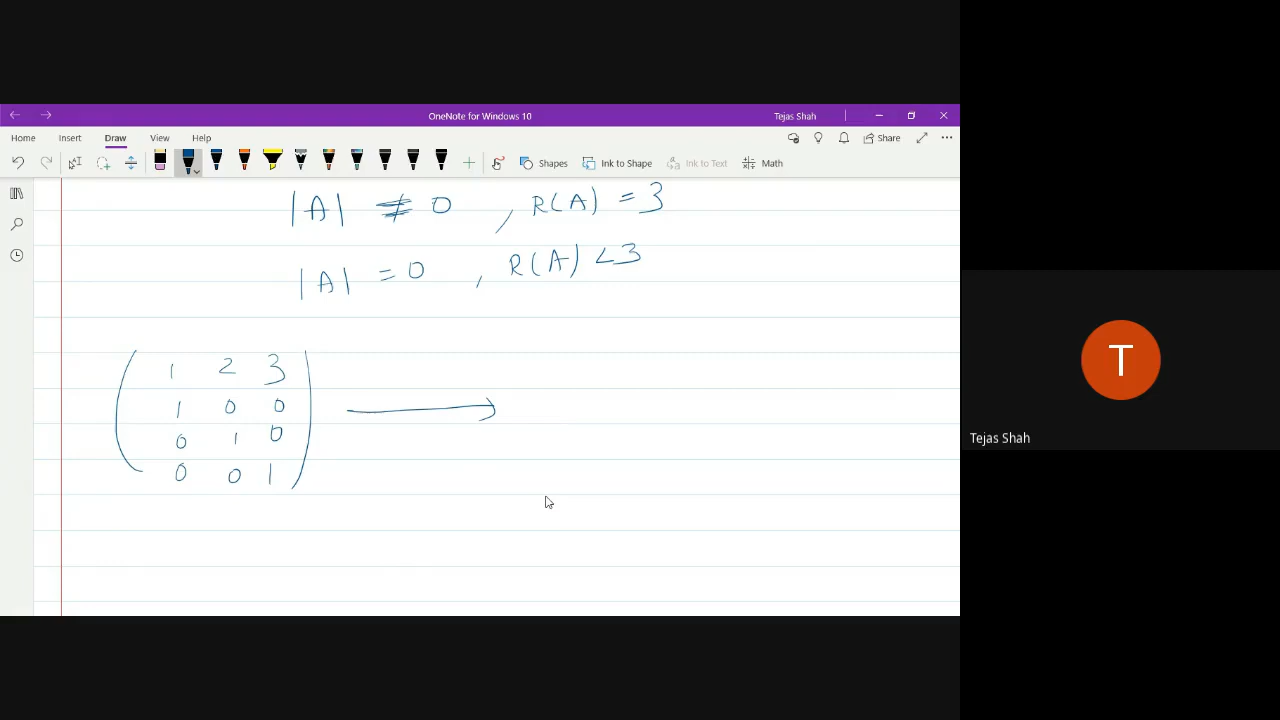 OneNote for Windows 10
Tejas Shah
Home Insert Draw View Help
Share
Shapes Ink to Shape Ink to Text Math
|A| ≠ 0 , R(A) = 3
|A| = 0 , R(A) < 3
1 2 3
1 0 0
0 1 0
0 0 1
T
Tejas Shah